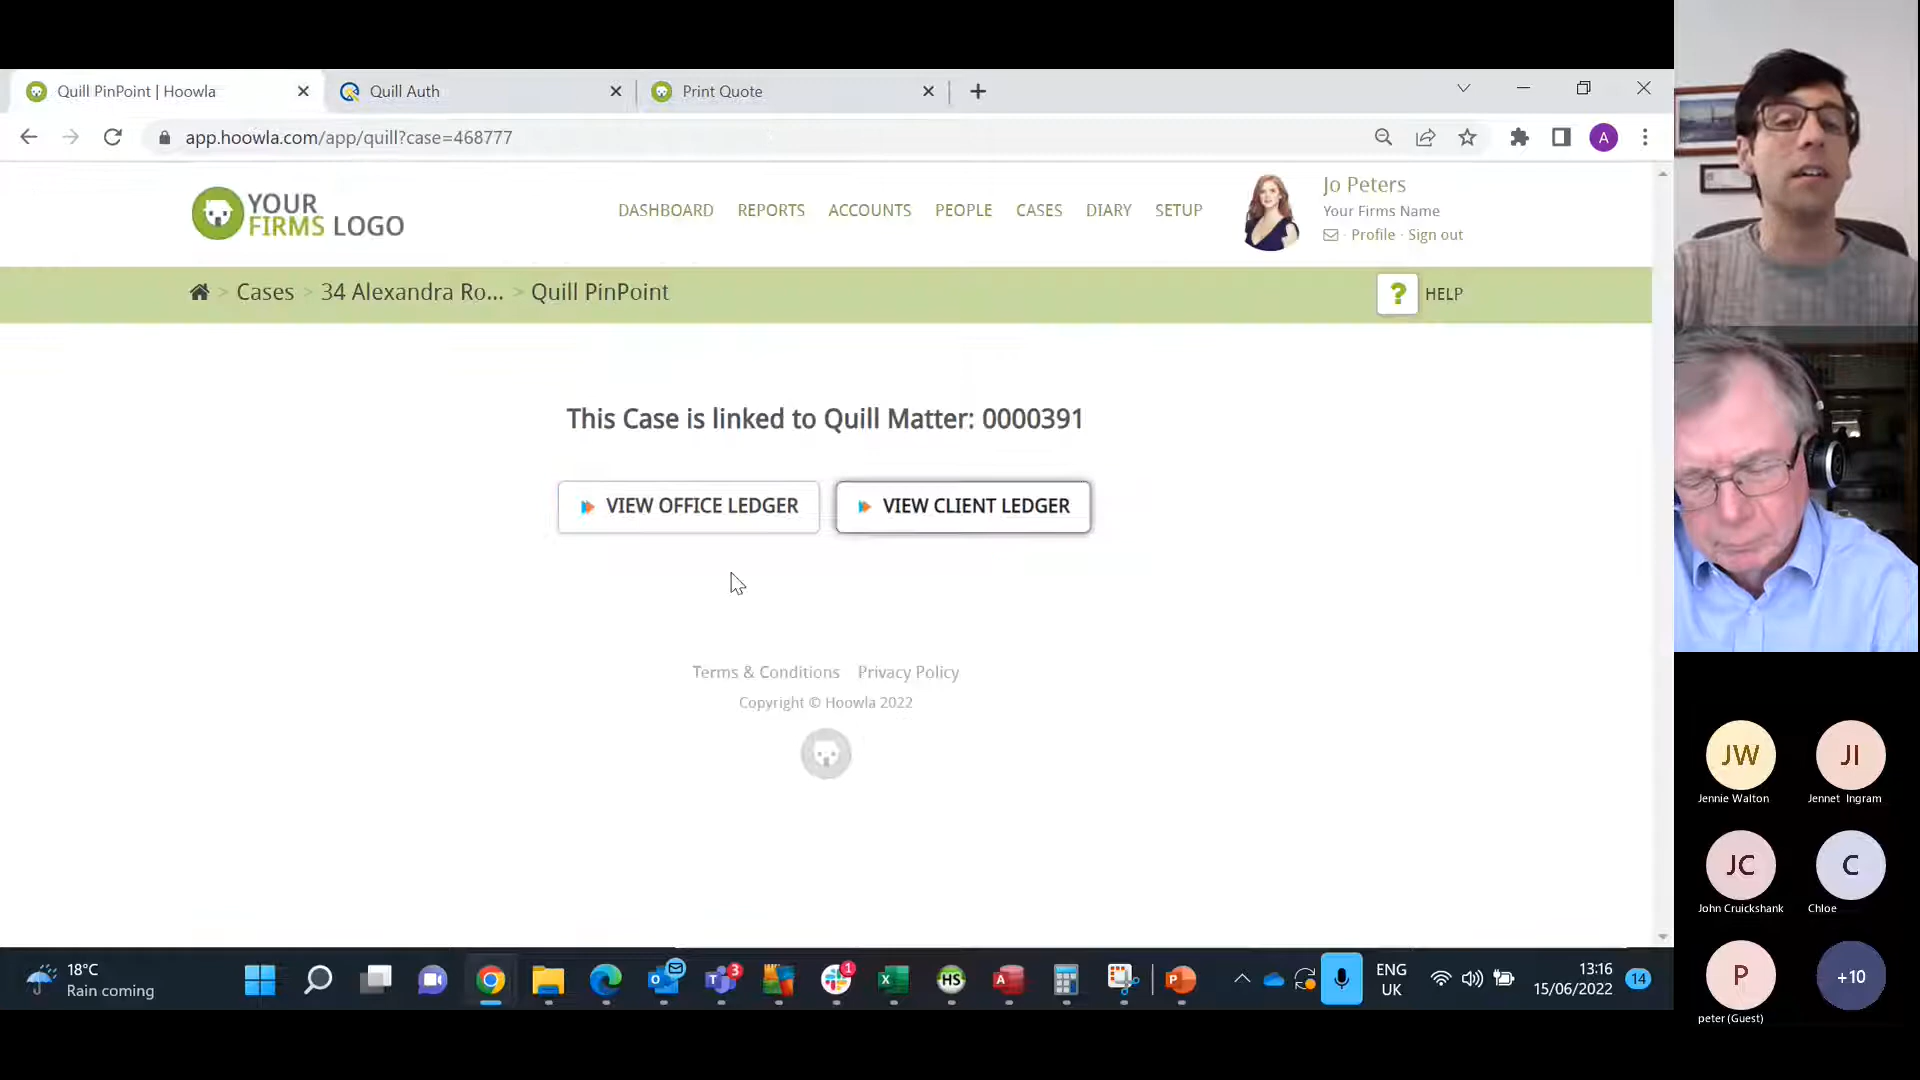 Quill PinPoint | Hoowla
Quill Auth
Print Quote
app.hoowla.com/app/quill?case=468777
A
YOUR
FIRMS LOGO
DASHBOARD REPORTS ACCOUNTS PEOPLE CASES DIARY SETUP
Jo Peters
Your Firms Name
· Profile · Sign out
> Cases > 34 Alexandra Ro... > Quill PinPoint
? HELP
This Case is linked to Quill Matter: 0000391
VIEW OFFICE LEDGER
VIEW CLIENT LEDGER
Terms & Conditions Privacy Policy
Copyright © Hoowla 2022
JW
Jennie Walton
JI
Jennet Ingram
JC
John Cruickshank
C
Chloe
P
peter (Guest)
+10
18°C
Rain coming
3
1
HS
ENG
UK
13:16
15/06/2022
14